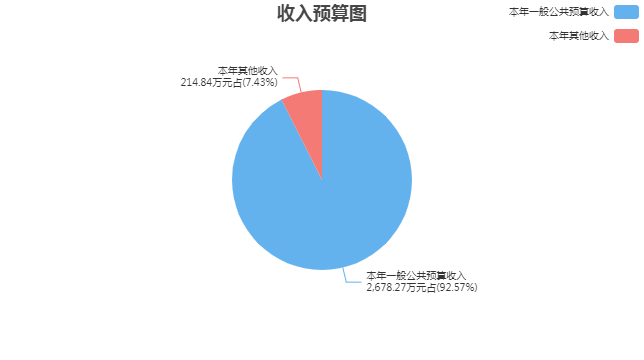 收入预算图
本年一般公共预算收入
本年其他收入
本年其他收入
214.84万元占(7.43%)
本年一般公共预算收入
2,678.27万元占(92.57%)